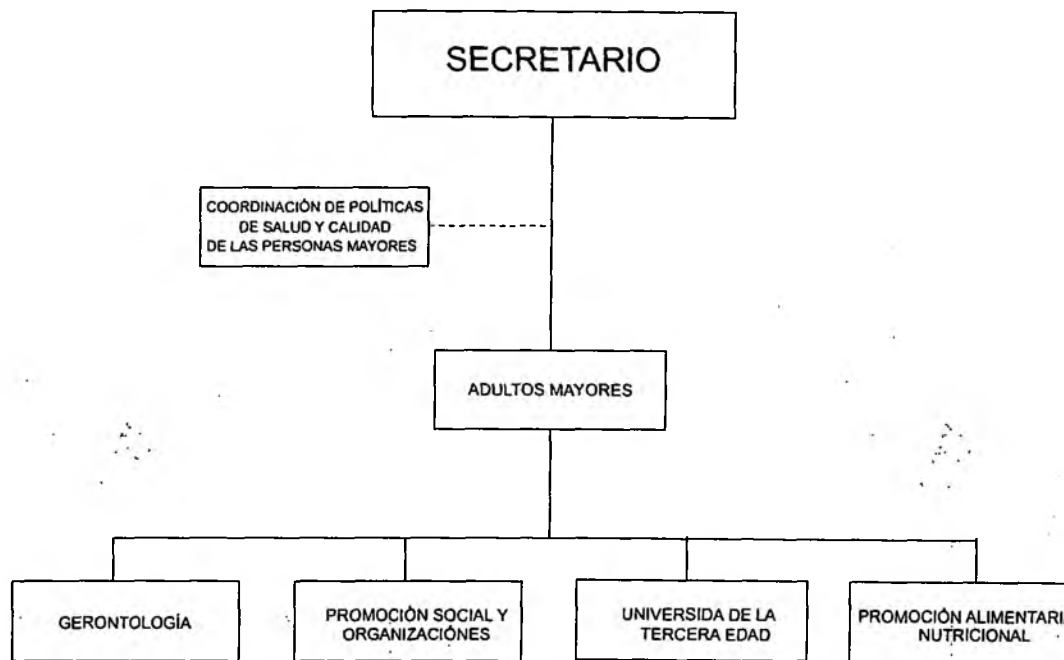 SECRETARIO
COORDINACIÓN DE POLÍTICAS
DE SALUD Y CALIDAD
DE LAS PERSONAS MAYORES
ADULTOS MAYORES
GERONTOLOGÍA
PROMOCIÓN SOCIAL Y
ORGANIZACIÓNES
UNIVERSIDA DE LA
TERCERA EDAD
PROMOCIÓN ALIMENTARI
NUTRICIONAL